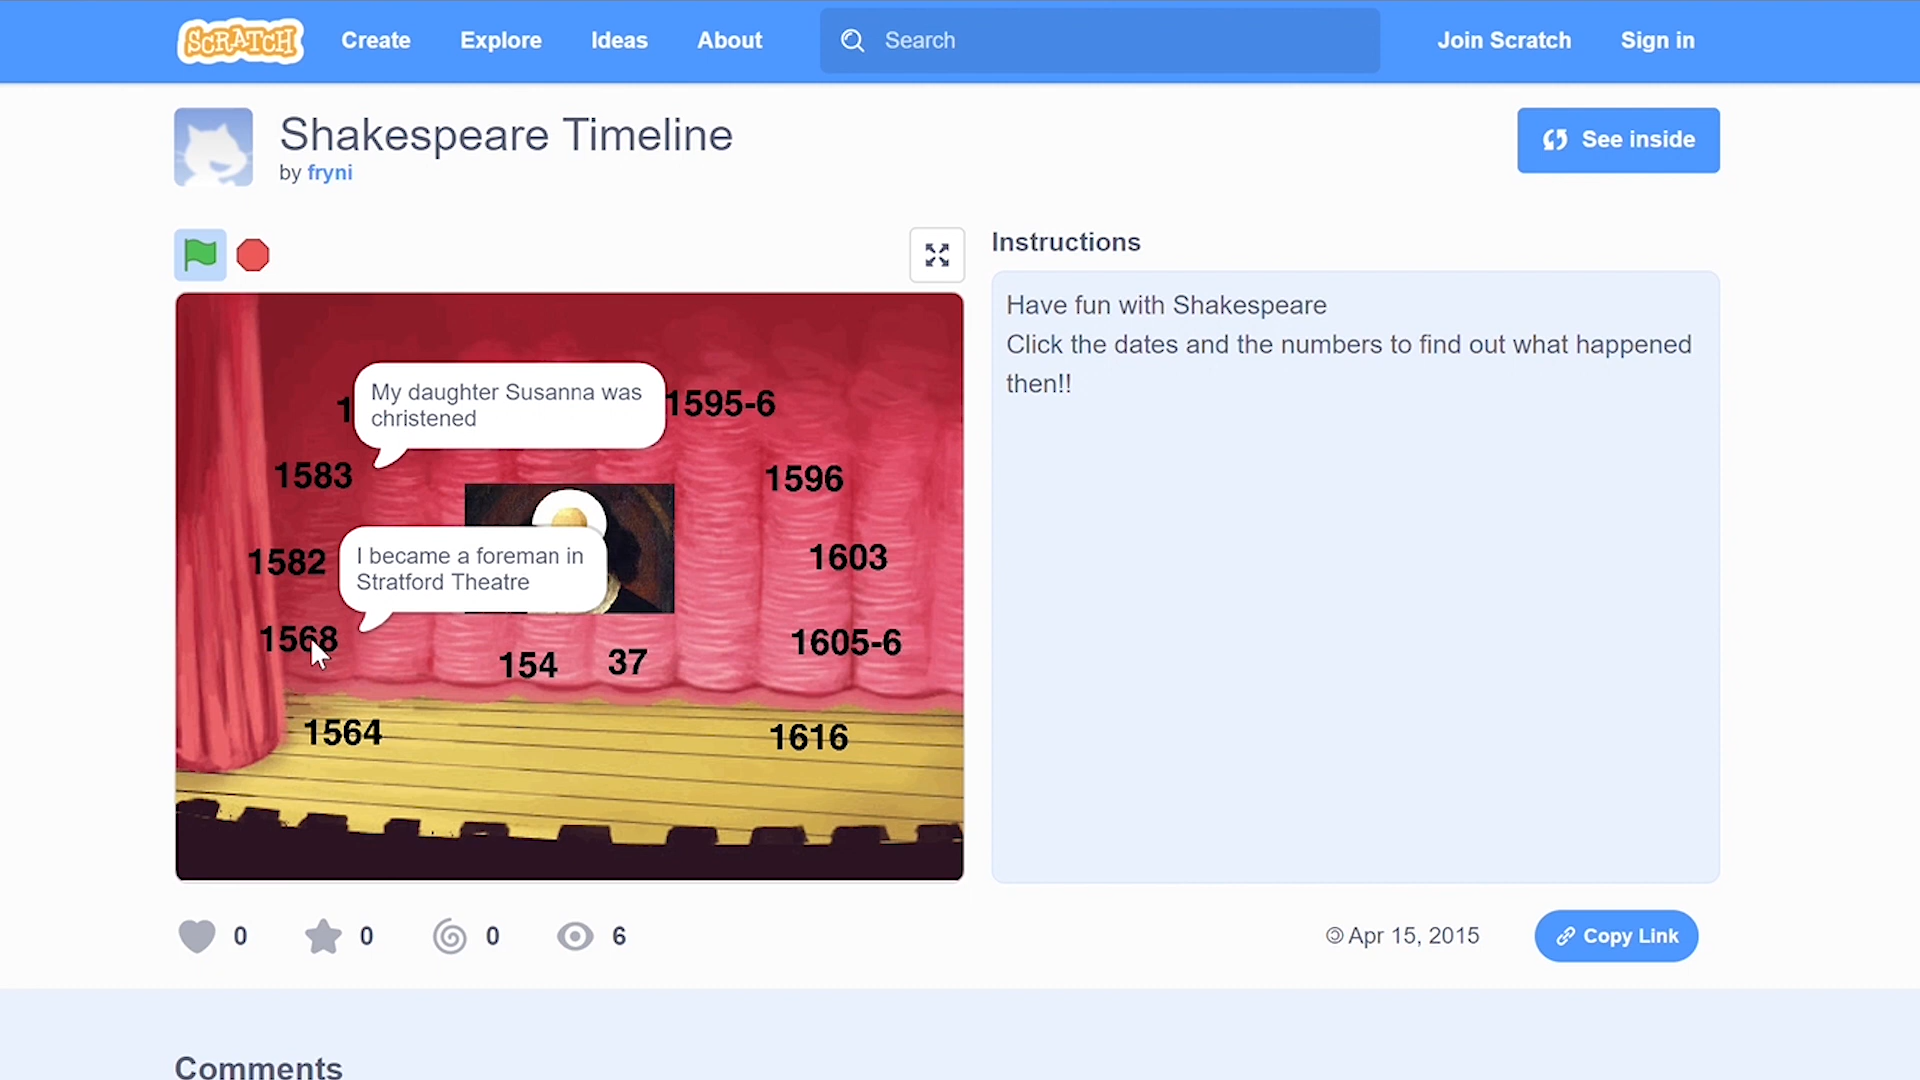 SCRATCH Create Explore Ideas About Search Join Scratch Sign in
Shakespeare Timeline
by fryni
See inside
Instructions
Have fun with Shakespeare
Click the dates and the numbers to find out what happened
then!!
My daughter Susanna was
christened
1595-6
1583
1596
I became a foreman in
Stratford Theatre
1582
1603
1568
1605-6
154
37
1564
1616
0 0 0 6
Apr 15, 2015
Copy Link
Comments